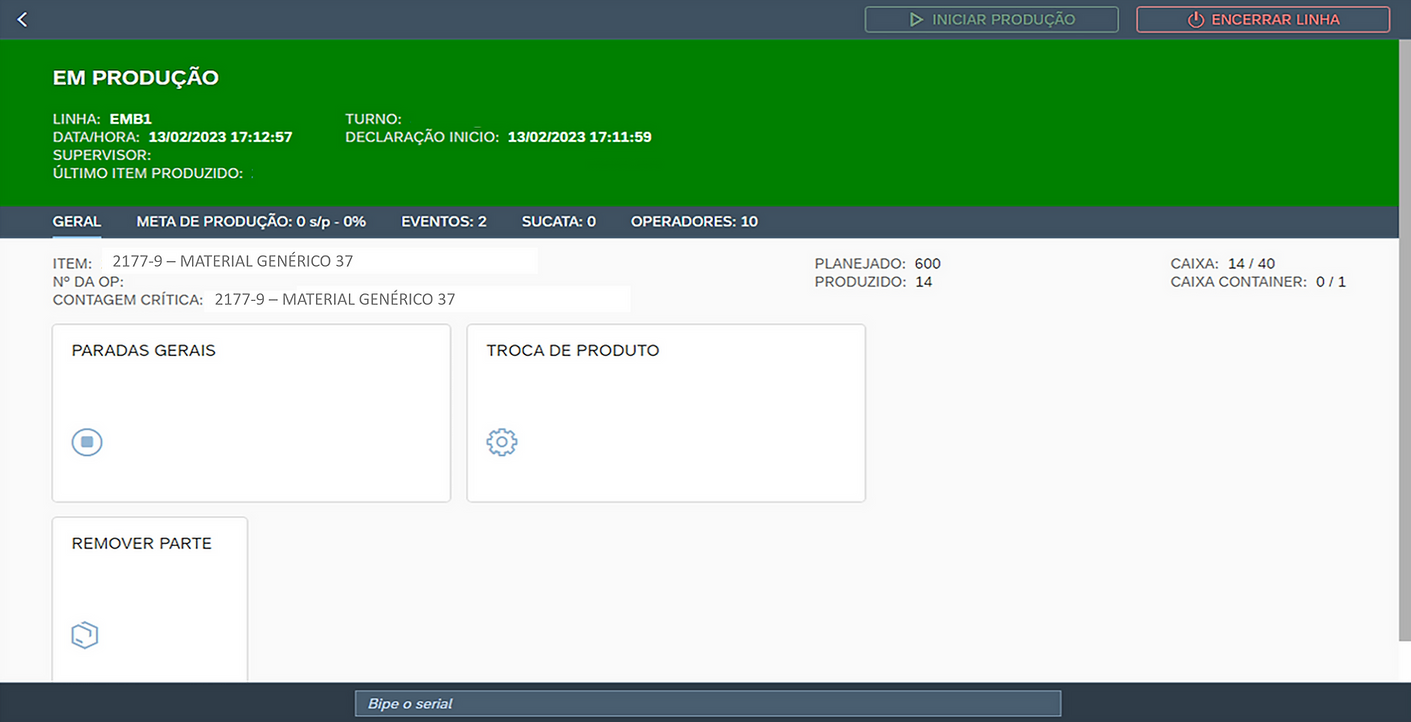 INICIAR PRODUÇÃO
ENCERRAR LINHA
EM PRODUÇÃO
LINHA: EMB1
TURNO:
DATA/HORA: 13/02/2023 17:12:57
DECLARAÇÃO INICÍO: 13/02/2023 17:11:59
SUPERVISOR:
ÚLTIMO ITEM PRODUZIDO:
GERAL
META DE PRODUÇÃO: 0 s/p - 0%
EVENTOS: 2
SUCATA: 0
OPERADORES: 10
ITEM: 2177-9 – MATERIAL GENÉRICO 37
PLANEJADO: 600
CAIXA: 14 / 40
Nº DA OP:
PRODUZIDO: 14
CAIXA CONTAINER: 0 / 1
CONTAGEM CRÍTICA: 2177-9 – MATERIAL GENÉRICO 37
PARADAS GERAIS
TROCA DE PRODUTO
REMOVER PARTE
Bipe o serial